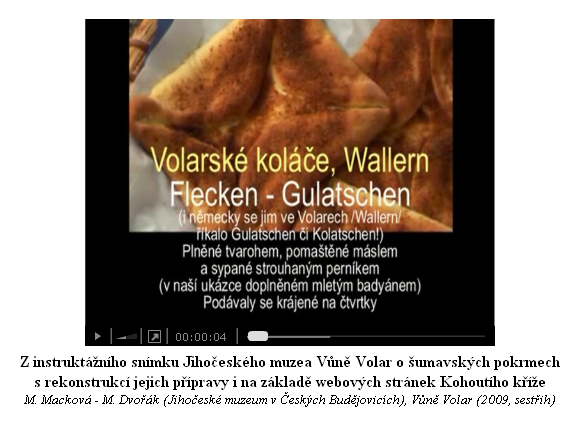 Volarské koláče, Wallern
Flecken - Gulatschen
(i německy se jim ve Volarech /Wallern/
říkalo Gulatschen či Kolatschen!)
Plněné tvarohem, pomaštěné máslem
a sypané strouhaným perníkem
(v naší ukázce doplněném mletým badyánem)
Podávaly se krájené na čtvrtky
00:00:04
Z instruktážního snímku Jihočeského muzea Vůně Volar o šumavských pokrmech
s rekonstrukcí jejich přípravy i na základě webových stránek Kohoutího kříže
M. Macková - M. Dvořák (Jihočeské muzeum v Českých Budějovicích), Vůně Volar (2009, sestřih)